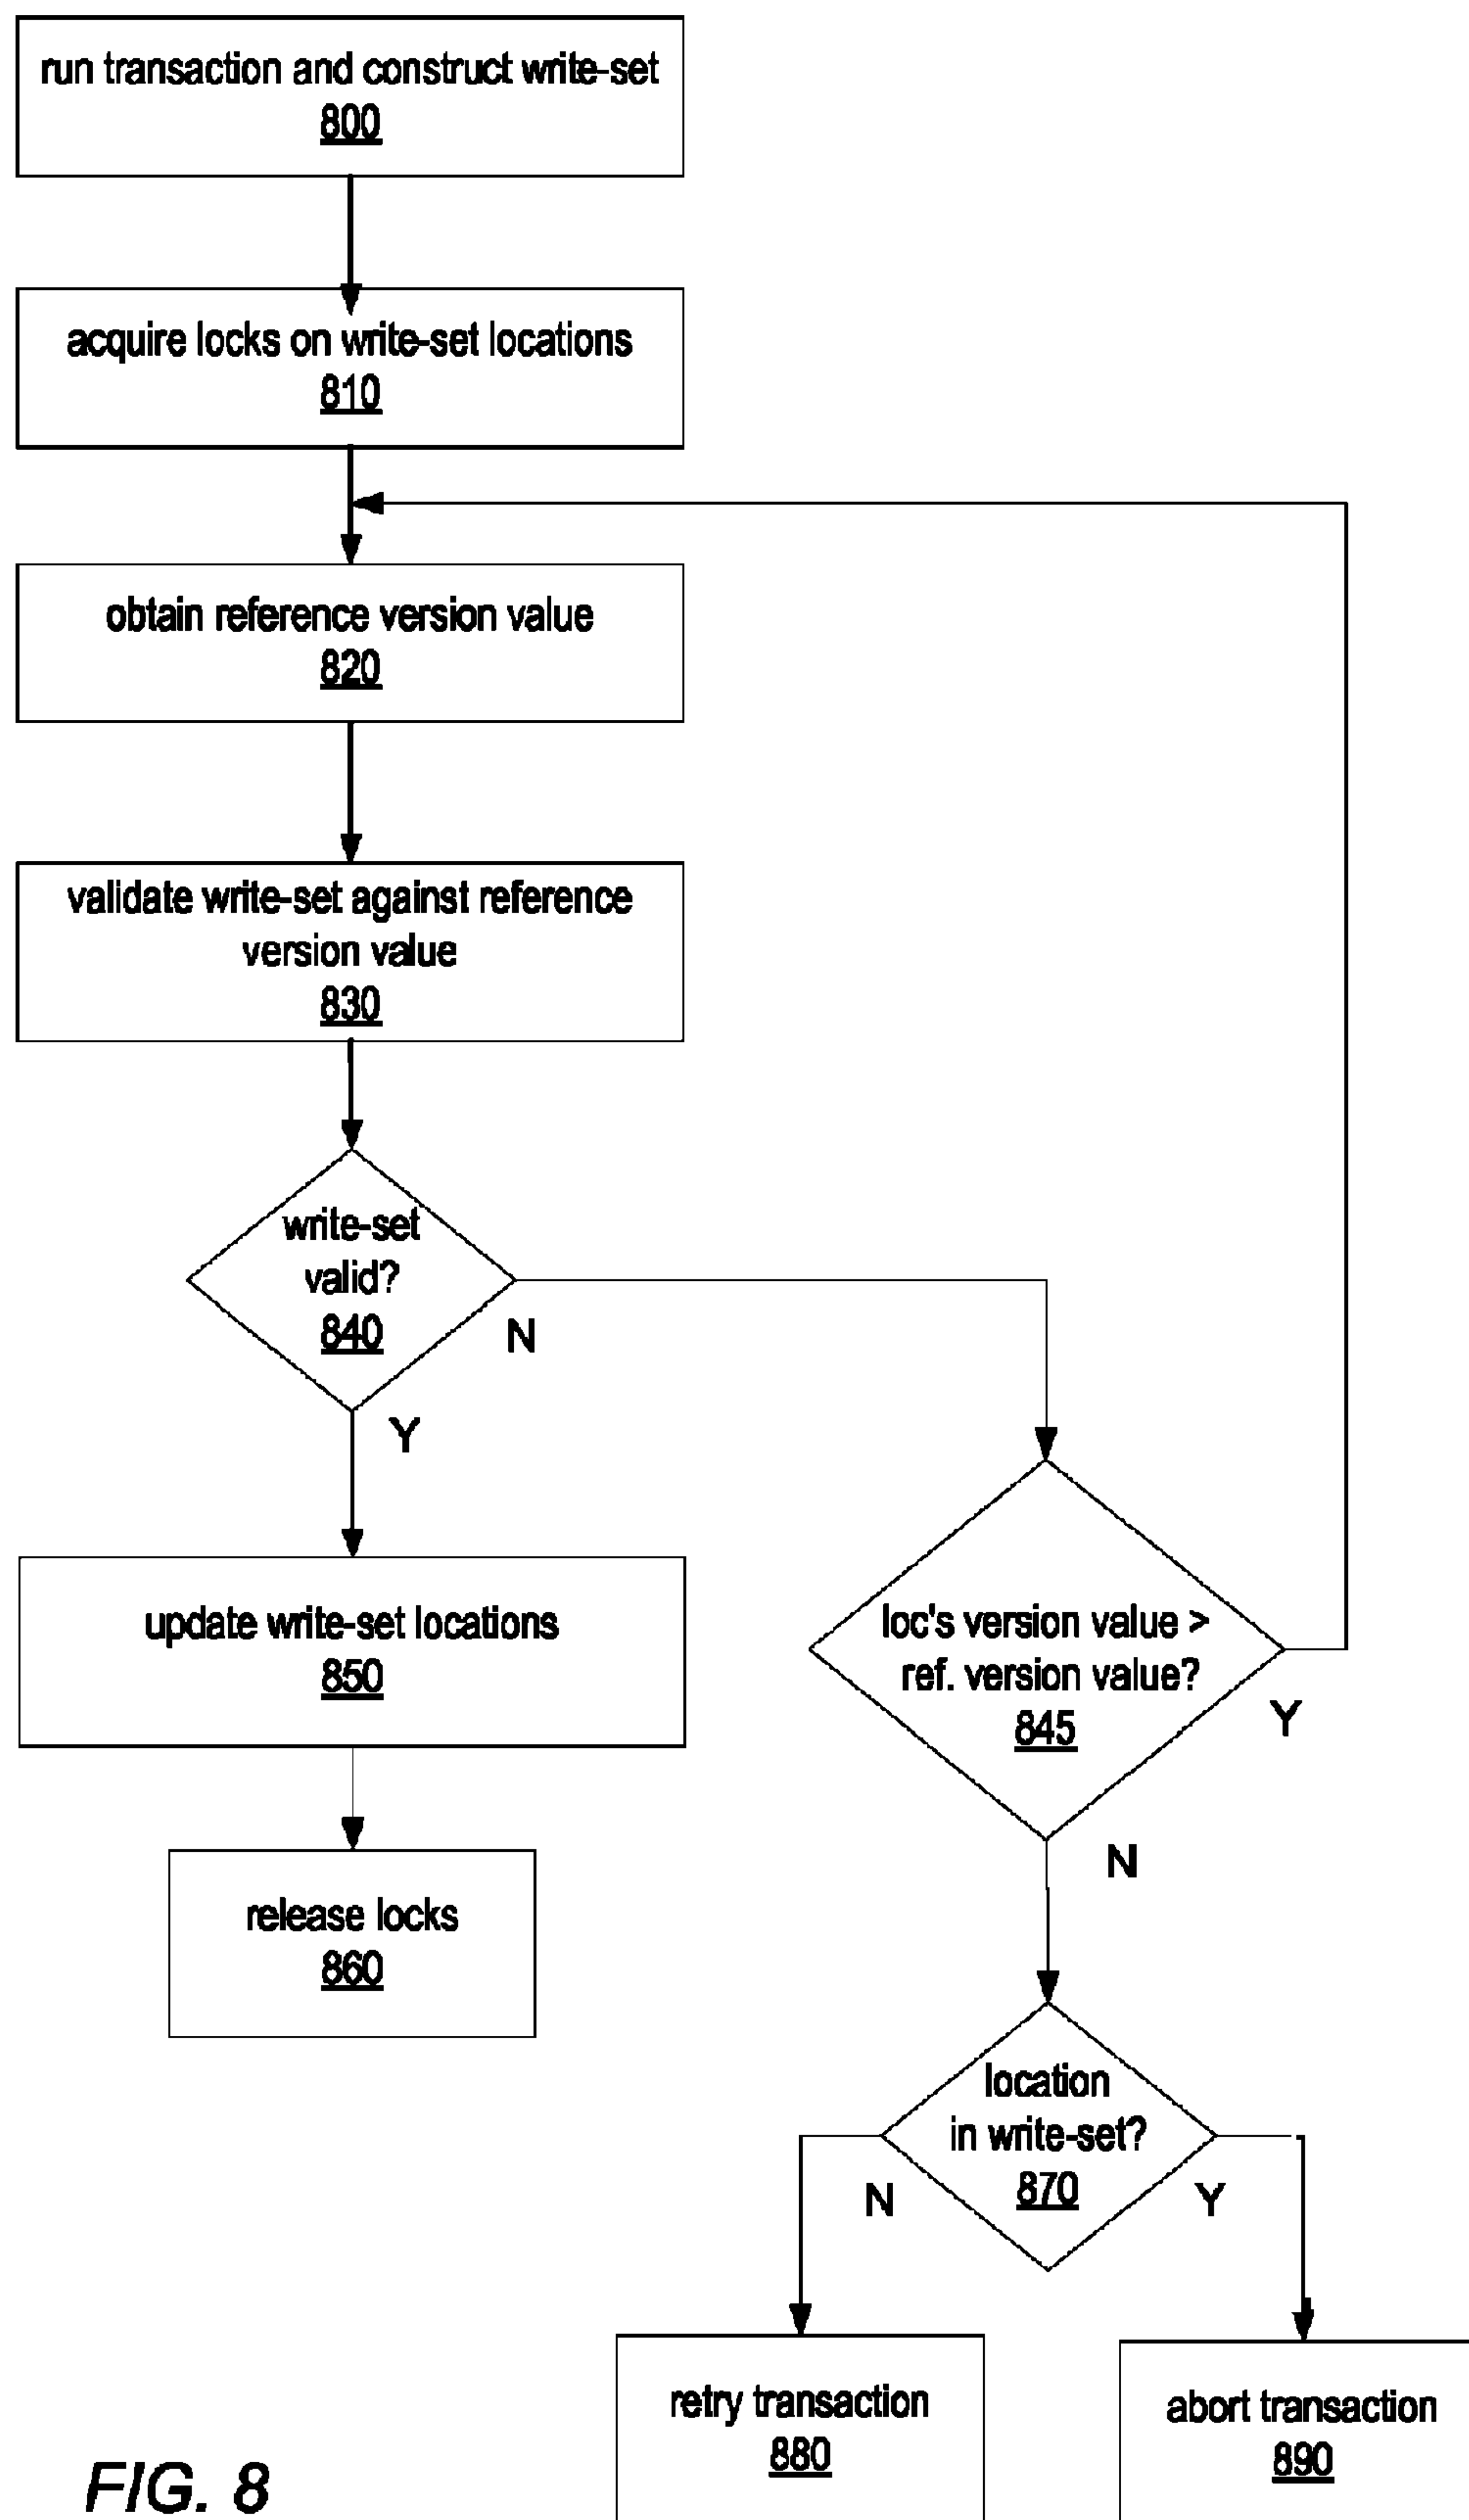 run transaction and construct write-set
800
acquire locks on write-set locations
810
obtain reference version value
820
validate write-set against reference
version value
830
write-set
valid?
840
N
Y
update write-set locations
850
loc's version value >
ref. version value?
845
Y
N
release locks
860
location
in write-set?
870
N
Y
retry transaction
880
abort transaction
890
FIG. 8